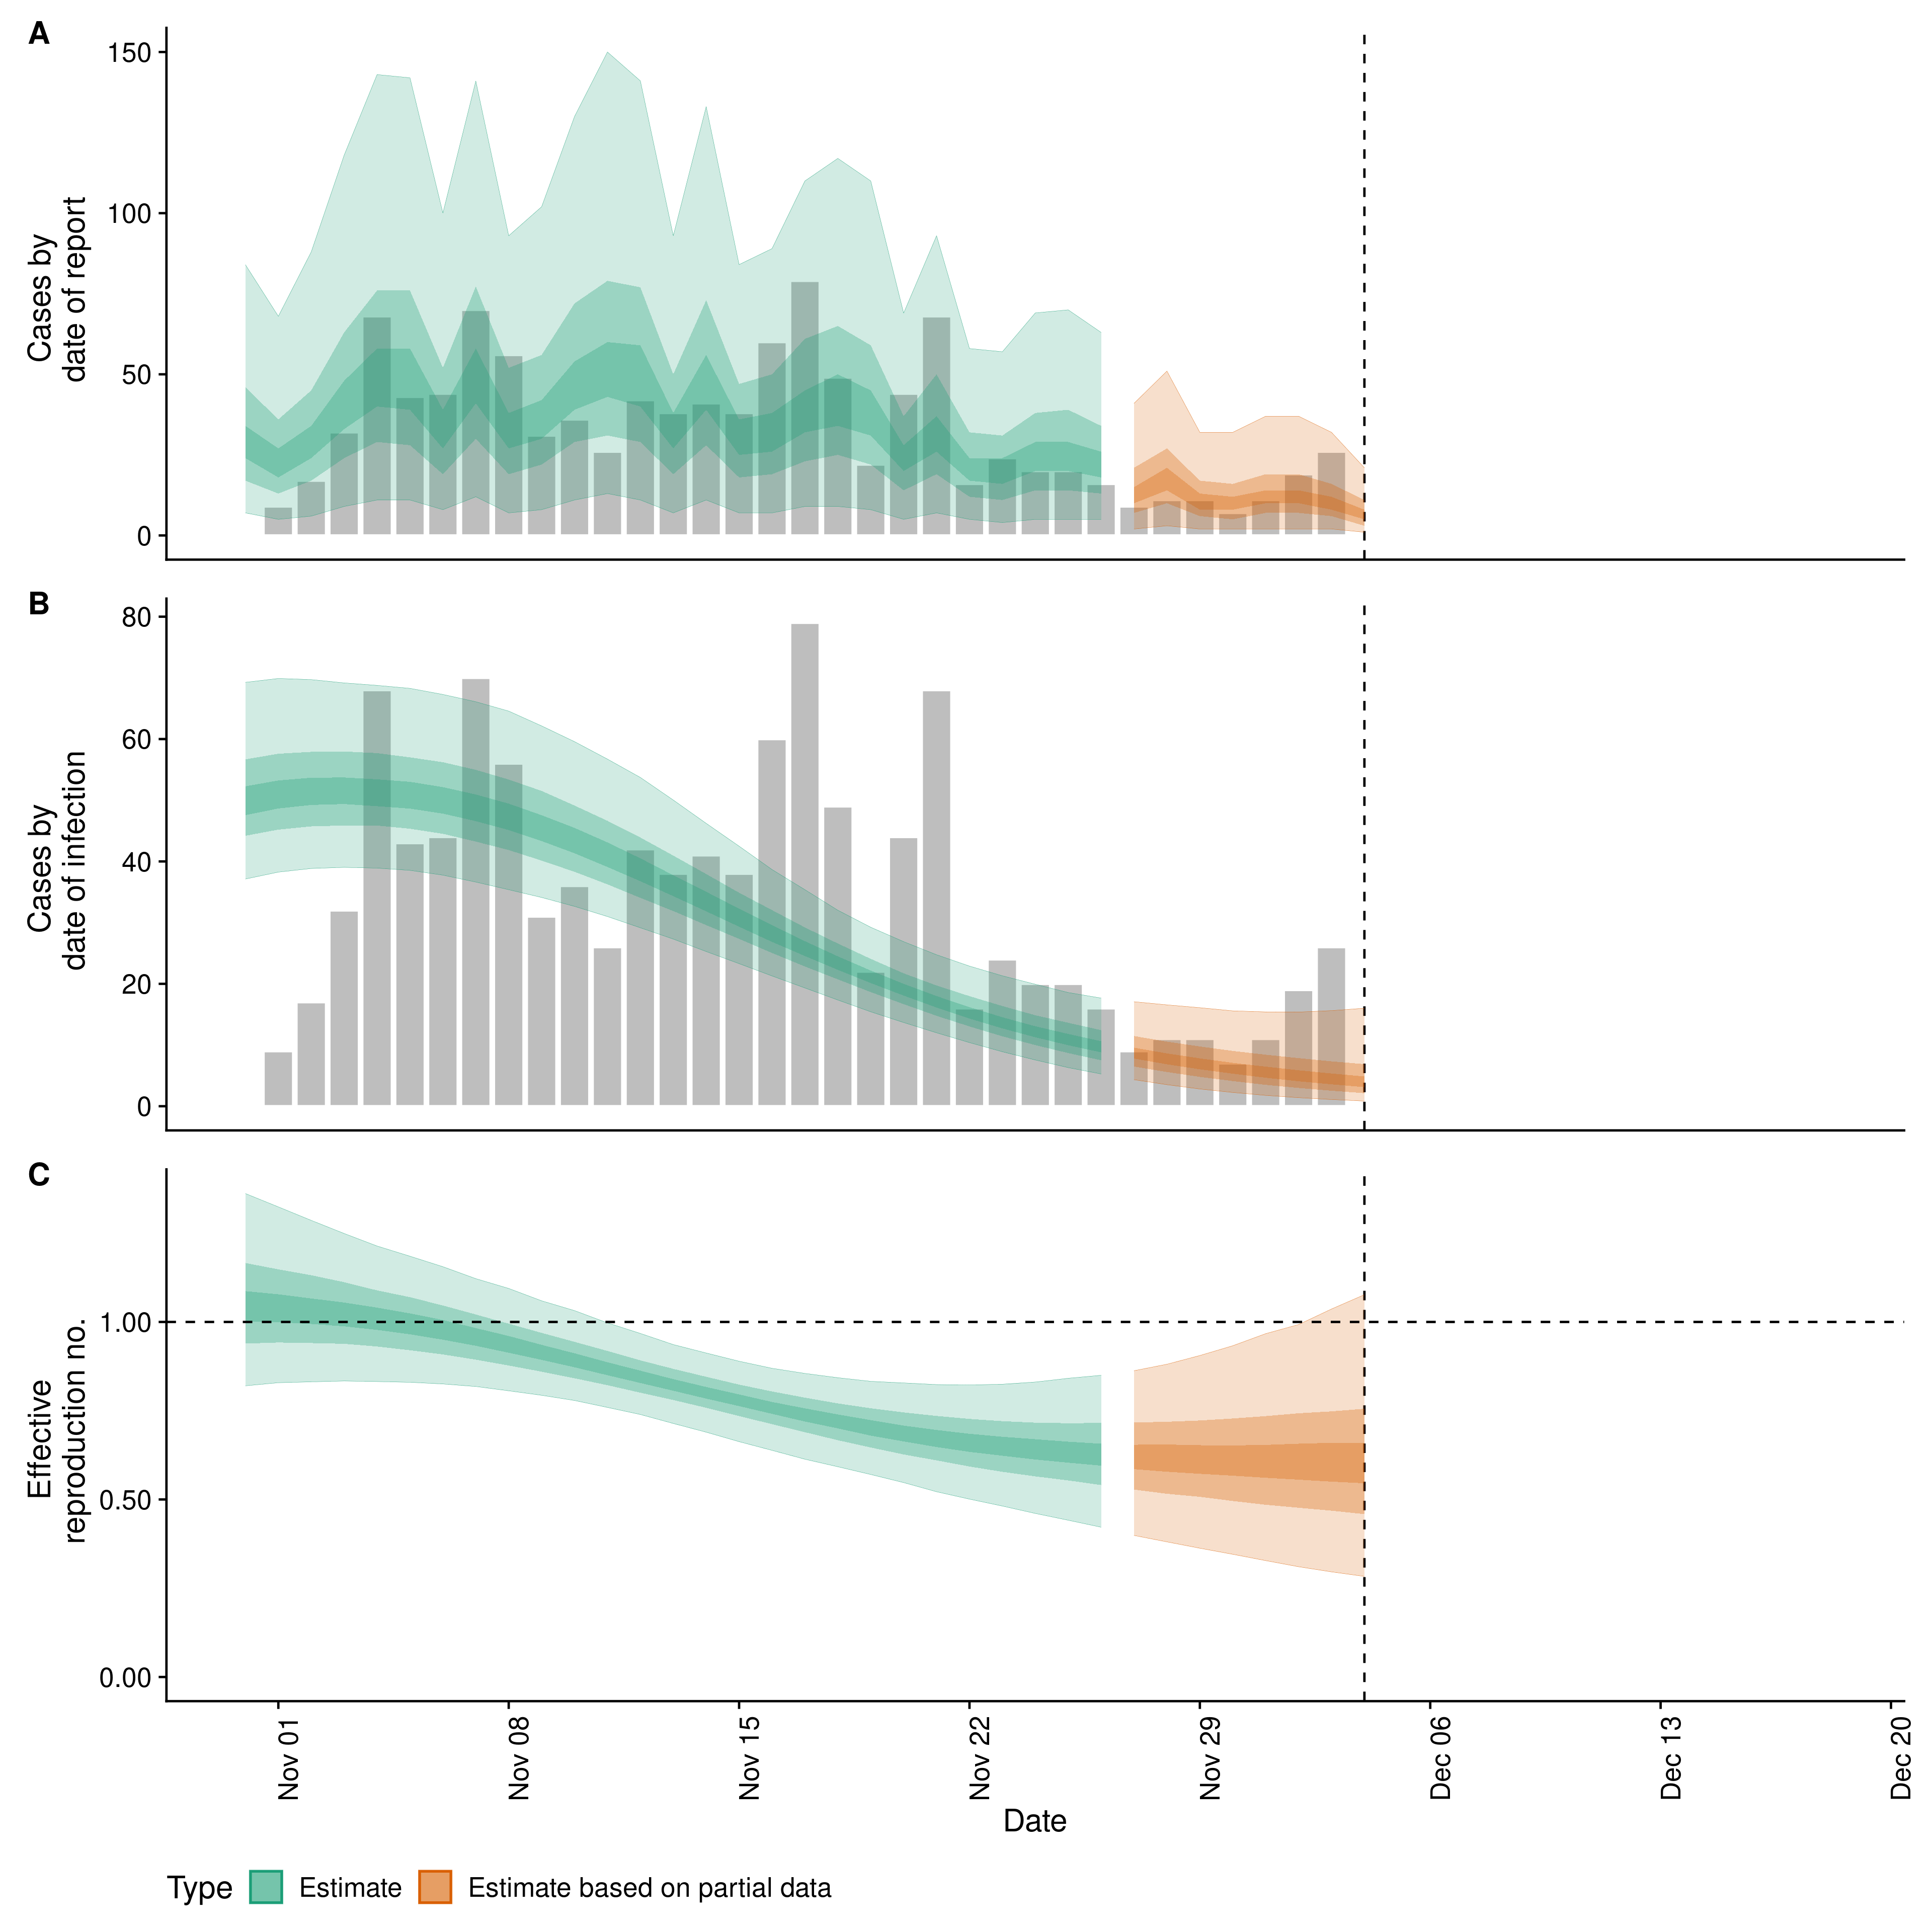 A
150
100
50
0
Cases by
date of report
B
80
60
40
20
0
Cases by
date of infection
C
1.00
0.50
0.00
Effective
reproduction no.
Nov 01
Nov 08
Nov 15
Nov 22
Nov 29
Dec 06
Dec 13
Dec 20
Date
Type
Estimate
Estimate based on partial data